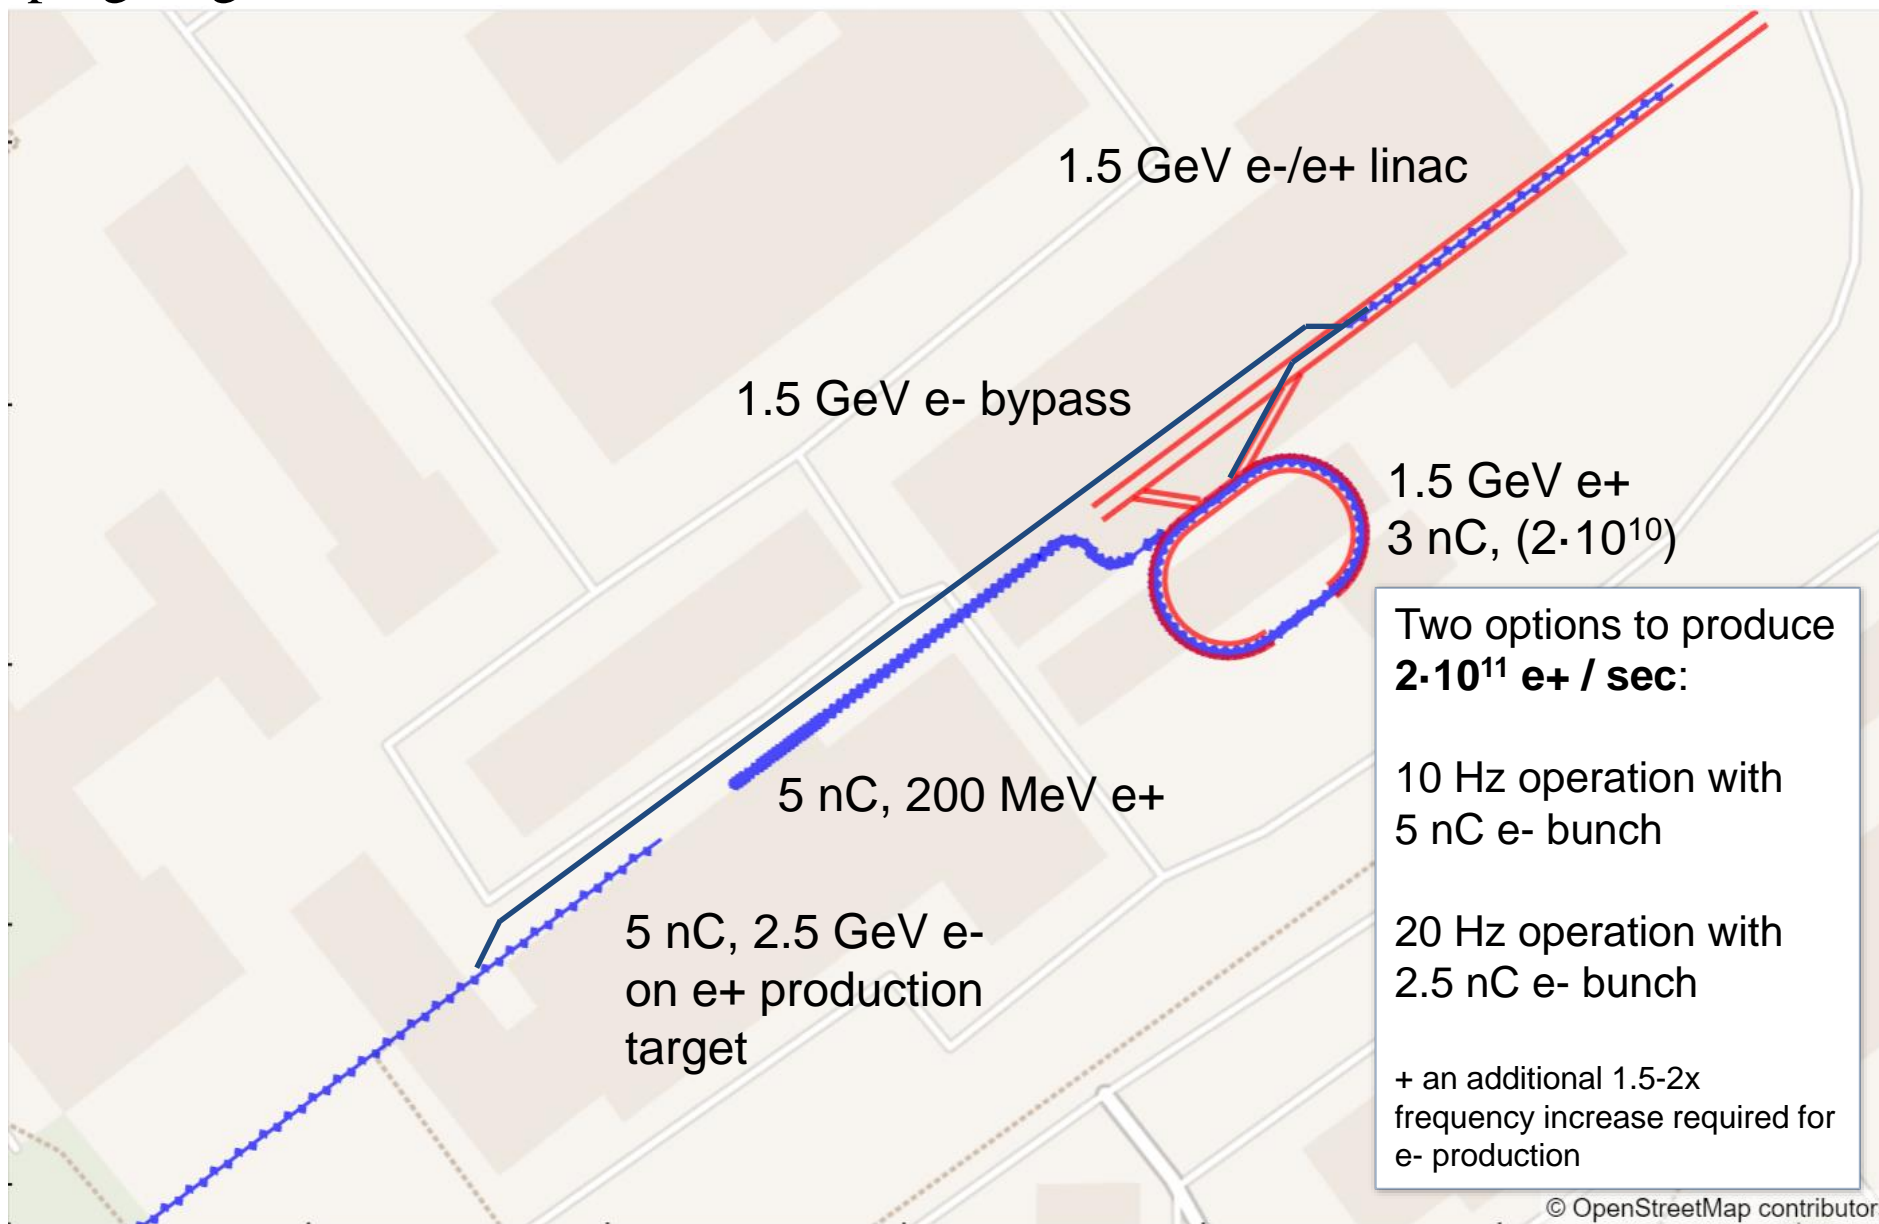 1.5 GeV e-/e+ linac
1.5 GeV e- bypass
1.5 GeV e+
3 nC, (2·10¹⁰)
5 nC, 200 MeV e+
5 nC, 2.5 GeV e-
on e+ production
target
Two options to produce
2·10¹¹ e+ / sec:
10 Hz operation with
5 nC e- bunch
20 Hz operation with
2.5 nC e- bunch
+ an additional 1.5-2x
frequency increase required for
e- production
© OpenStreetMap contributor